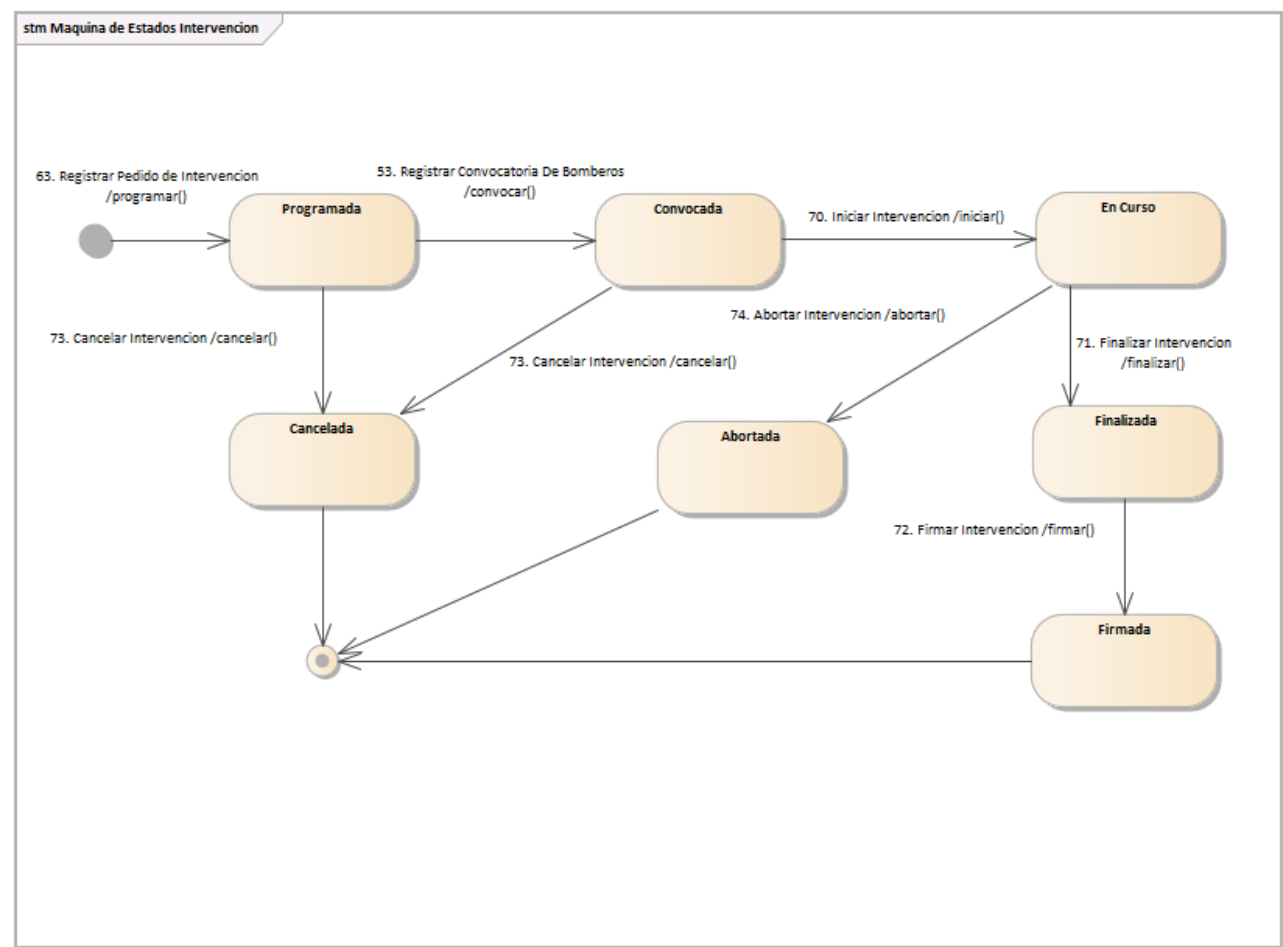 stm Maquina de Estados Intervencion
63. Registrar Pedido de Intervencion
/programar()
53. Registrar Convocatoria De Bomberos
/convocar()
Programada
Convocada
70. Iniciar Intervencion /iniciar()
En Curso
73. Cancelar Intervencion /cancelar()
73. Cancelar Intervencion /cancelar()
74. Abortar Intervencion /abortar()
71. Finalizar Intervencion
/finalizar()
Cancelada
Abortada
Finalizada
72. Firmar Intervencion /firmar()
Firmada